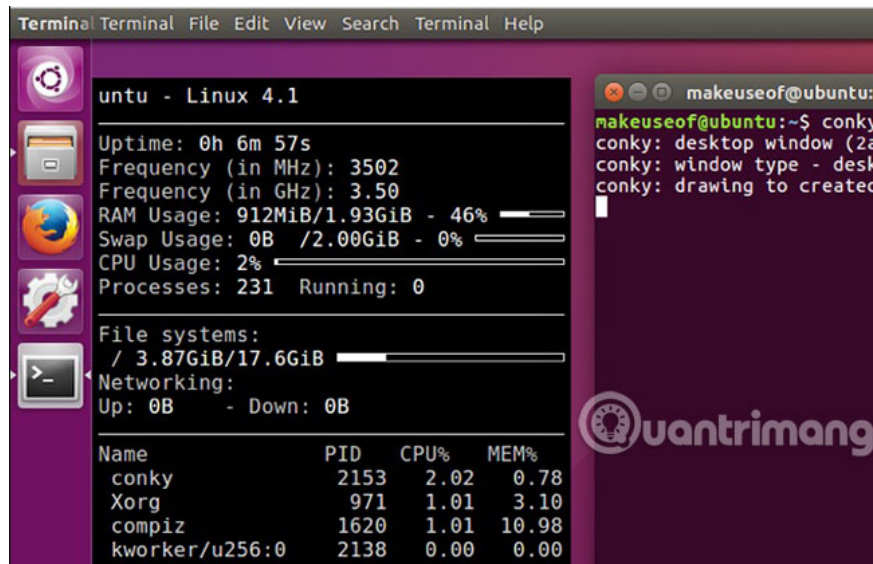 Terminal Terminal File Edit View Search Terminal Help
untu - Linux 4.1
Uptime: 0h 6m 57s
Frequency (in MHz): 3502
Frequency (in GHz): 3.50
RAM Usage: 912MiB/1.93GiB - 46%
Swap Usage: 0B /2.00GiB - 0%
CPU Usage: 2%
Processes: 231 Running: 0
File systems:
/ 3.87GiB/17.6GiB
Networking:
Up: 0B - Down: 0B
Name PID CPU% MEM%
conky 2153 2.02 0.78
Xorg 971 1.01 3.10
compiz 1620 1.01 10.98
kworker/u256:0 2138 0.00 0.00
makeuseof@ubuntu:
makeuseof@ubuntu:~$ conky
conky: desktop window (2a
conky: window type - desk
conky: drawing to created
>_
Quantrimang